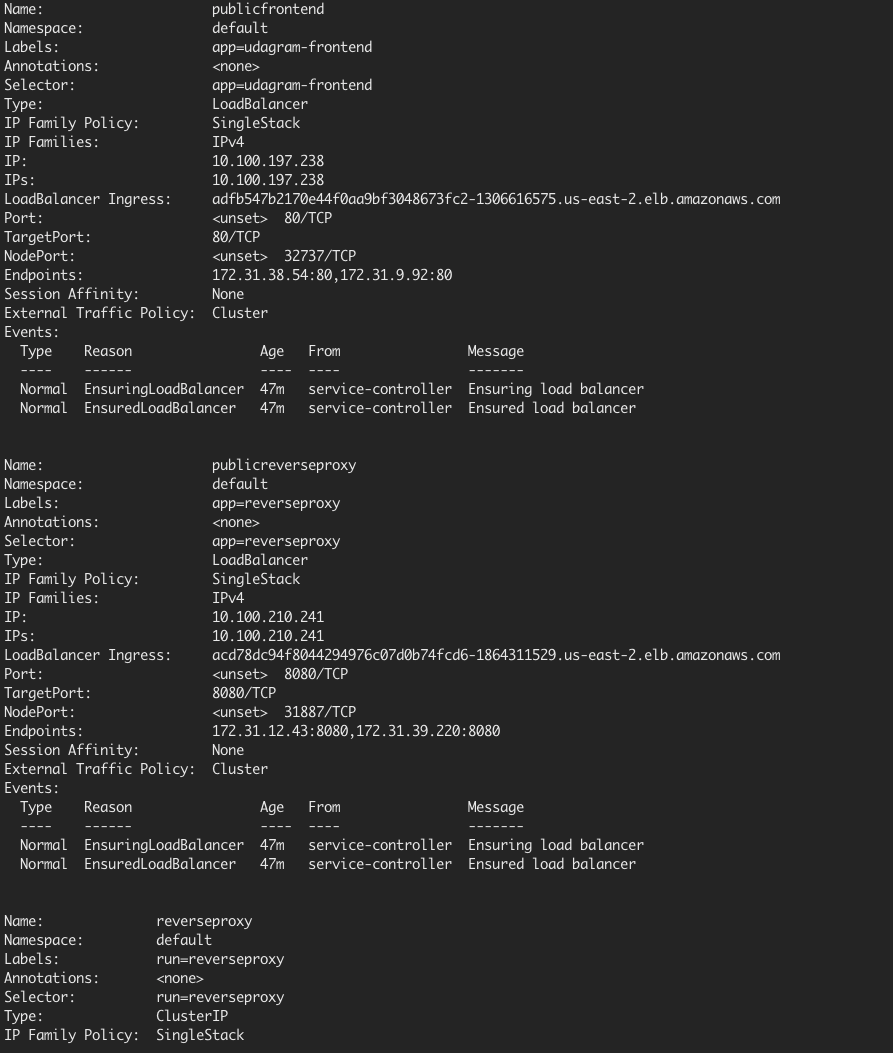 Name:                     publicfrontend
Namespace:                default
Labels:                   app=udagram-frontend
Annotations:              <none>
Selector:                 app=udagram-frontend
Type:                     LoadBalancer
IP Family Policy:         SingleStack
IP Families:              IPv4
IP:                       10.100.197.238
IPs:                      10.100.197.238
LoadBalancer Ingress:     adfb547b2170e44f0aa9bf3048673fc2-1306616575.us-east-2.elb.amazonaws.com
Port:                     <unset>  80/TCP
TargetPort:               80/TCP
NodePort:                 <unset>  32737/TCP
Endpoints:                172.31.38.54:80,172.31.9.92:80
Session Affinity:         None
External Traffic Policy:  Cluster
Events:
  Type    Reason                Age   From                Message
  ----    ------                ----  ----                -------
  Normal  EnsuringLoadBalancer  47m   service-controller  Ensuring load balancer
  Normal  EnsuredLoadBalancer   47m   service-controller  Ensured load balancer

Name:                     publicreverseproxy
Namespace:                default
Labels:                   app=reverseproxy
Annotations:              <none>
Selector:                 app=reverseproxy
Type:                     LoadBalancer
IP Family Policy:         SingleStack
IP Families:              IPv4
IP:                       10.100.210.241
IPs:                      10.100.210.241
LoadBalancer Ingress:     acd78dc94f8044294976c07d0b74fcd6-1864311529.us-east-2.elb.amazonaws.com
Port:                     <unset>  8080/TCP
TargetPort:               8080/TCP
NodePort:                 <unset>  31887/TCP
Endpoints:                172.31.12.43:8080,172.31.39.220:8080
Session Affinity:         None
External Traffic Policy:  Cluster
Events:
  Type    Reason                Age   From                Message
  ----    ------                ----  ----                -------
  Normal  EnsuringLoadBalancer  47m   service-controller  Ensuring load balancer
  Normal  EnsuredLoadBalancer   47m   service-controller  Ensured load balancer

Name:              reverseproxy
Namespace:         default
Labels:            run=reverseproxy
Annotations:       <none>
Selector:          run=reverseproxy
Type:              ClusterIP
IP Family Policy:  SingleStack